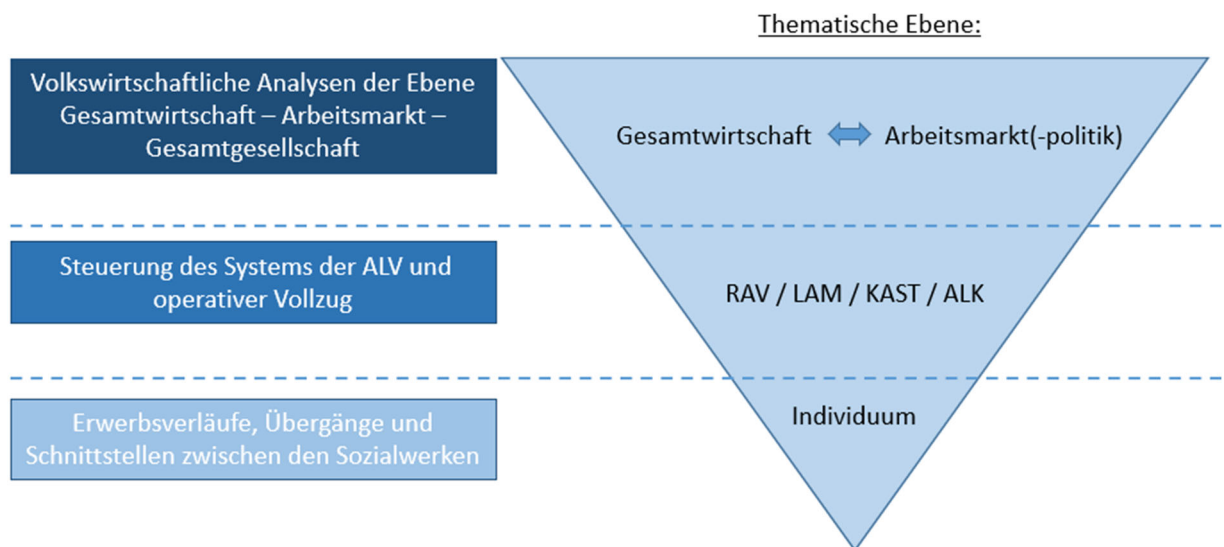 Thematische Ebene:
Volkswirtschaftliche Analysen der Ebene
Gesamtwirtschaft – Arbeitsmarkt –
Gesamtgesellschaft
Gesamtwirtschaft Arbeitsmarkt(-politik)
Steuerung des Systems der ALV und
operativer Vollzug
RAV / LAM / KAST / ALK
Erwerbsverläufe, Übergänge und
Schnittstellen zwischen den Sozialwerken
Individuum